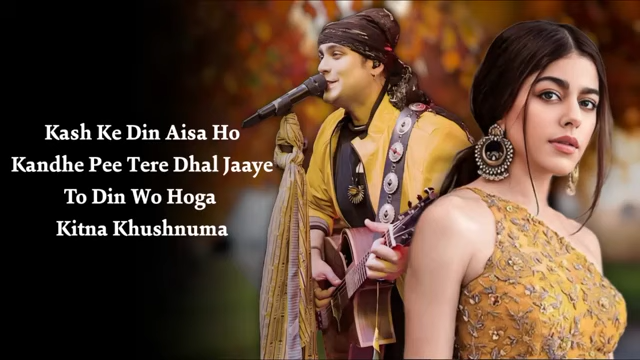 Kash Ke Din Aisa Ho
Kandhe Pee Tere Dhal Jaaye
To Din Wo Hoga
Kitna Khushnuma